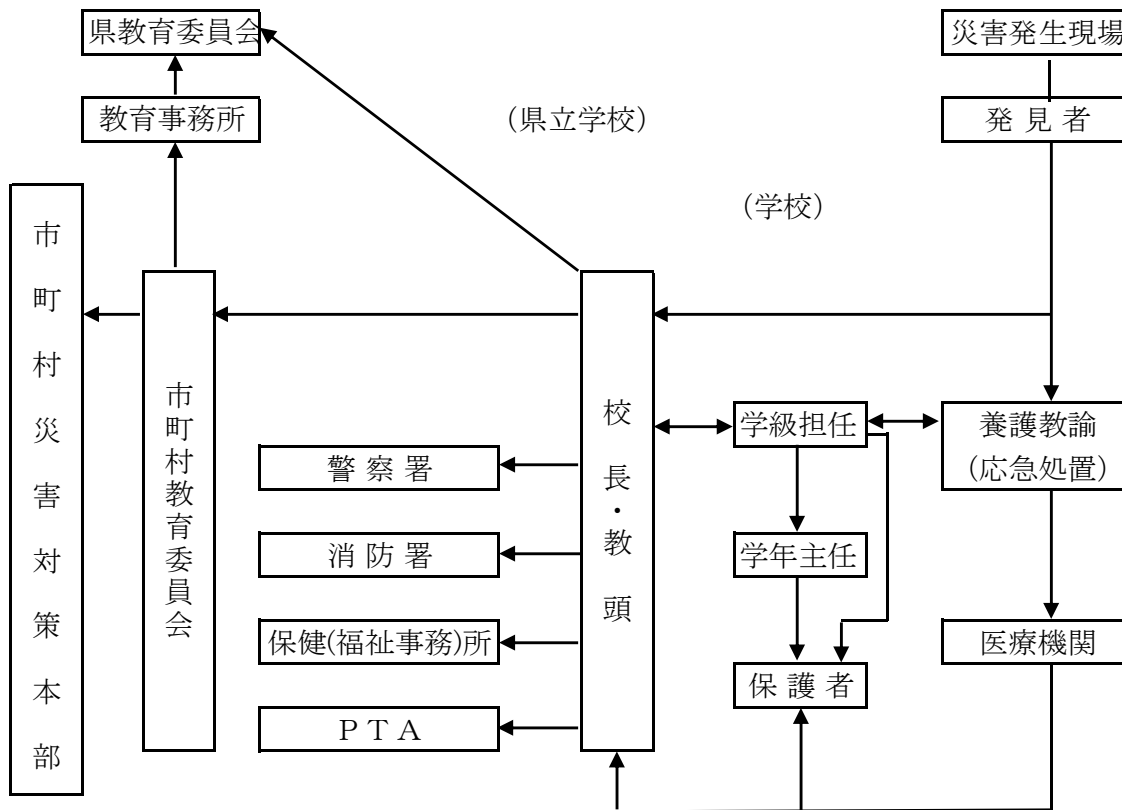 県教育委員会
災害発生現場
教育事務所
(県立学校)
発見者
(学校)
市町村災害対策本部
市町村教育委員会
校長・教頭
学級担任
養護教諭
(応急処置)
警察署
消防署
学年主任
保健(福祉事務)所
医療機関
保護者
PTA